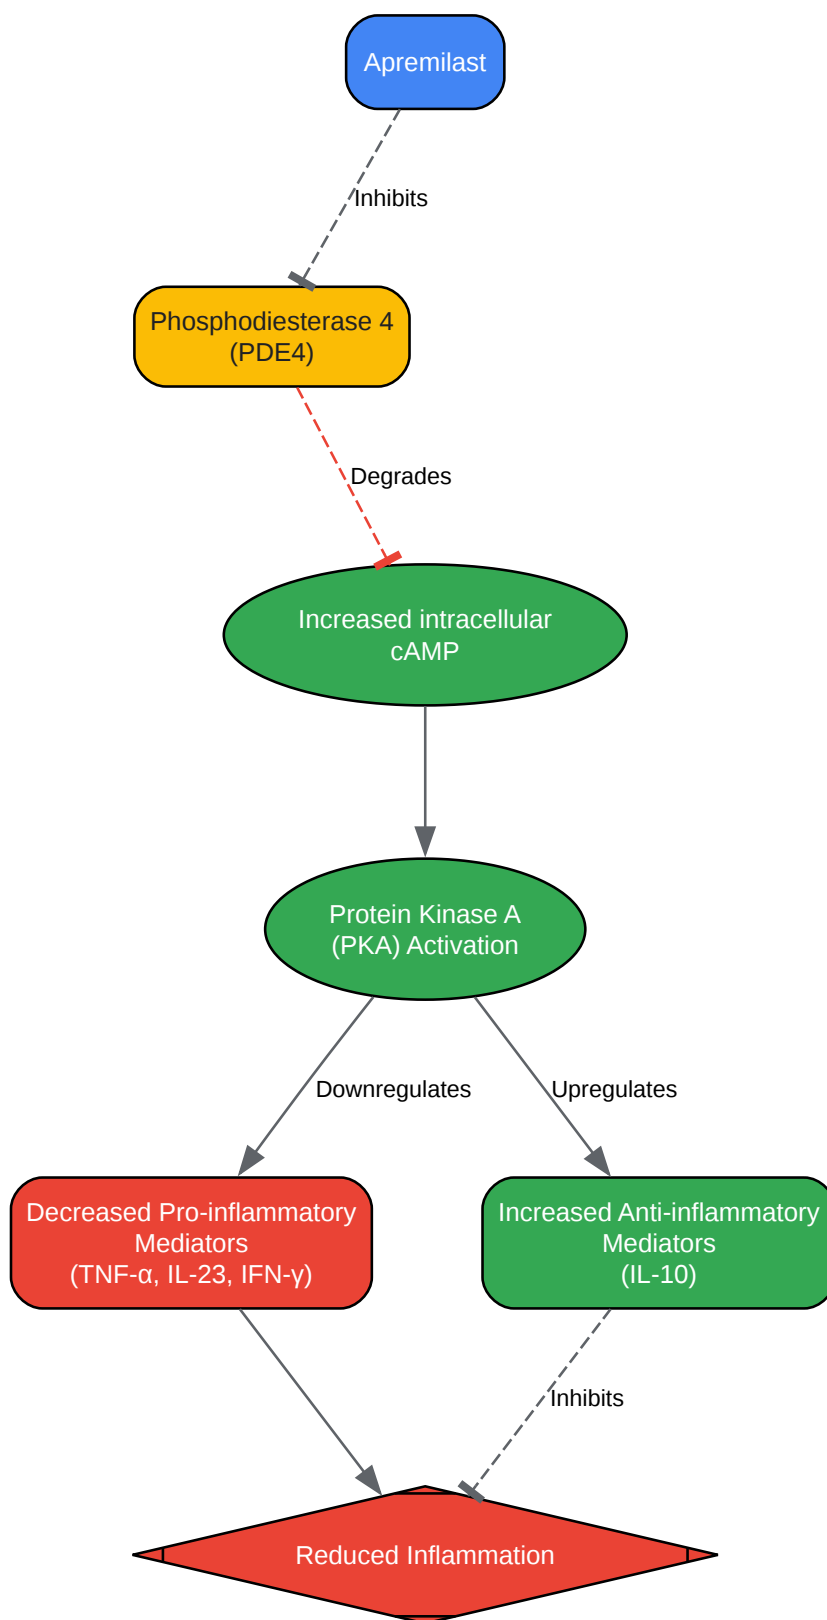 Apremilast
Inhibits
Phosphodiesterase 4
(PDE4)
Degrades
Increased intracellular
cAMP
Protein Kinase A
(PKA) Activation
Downregulates
Upregulates
Decreased Pro-inflammatory
Mediators
(TNF-α, IL-23, IFN-γ)
Increased Anti-inflammatory
Mediators
(IL-10)
Inhibits
Reduced Inflammation